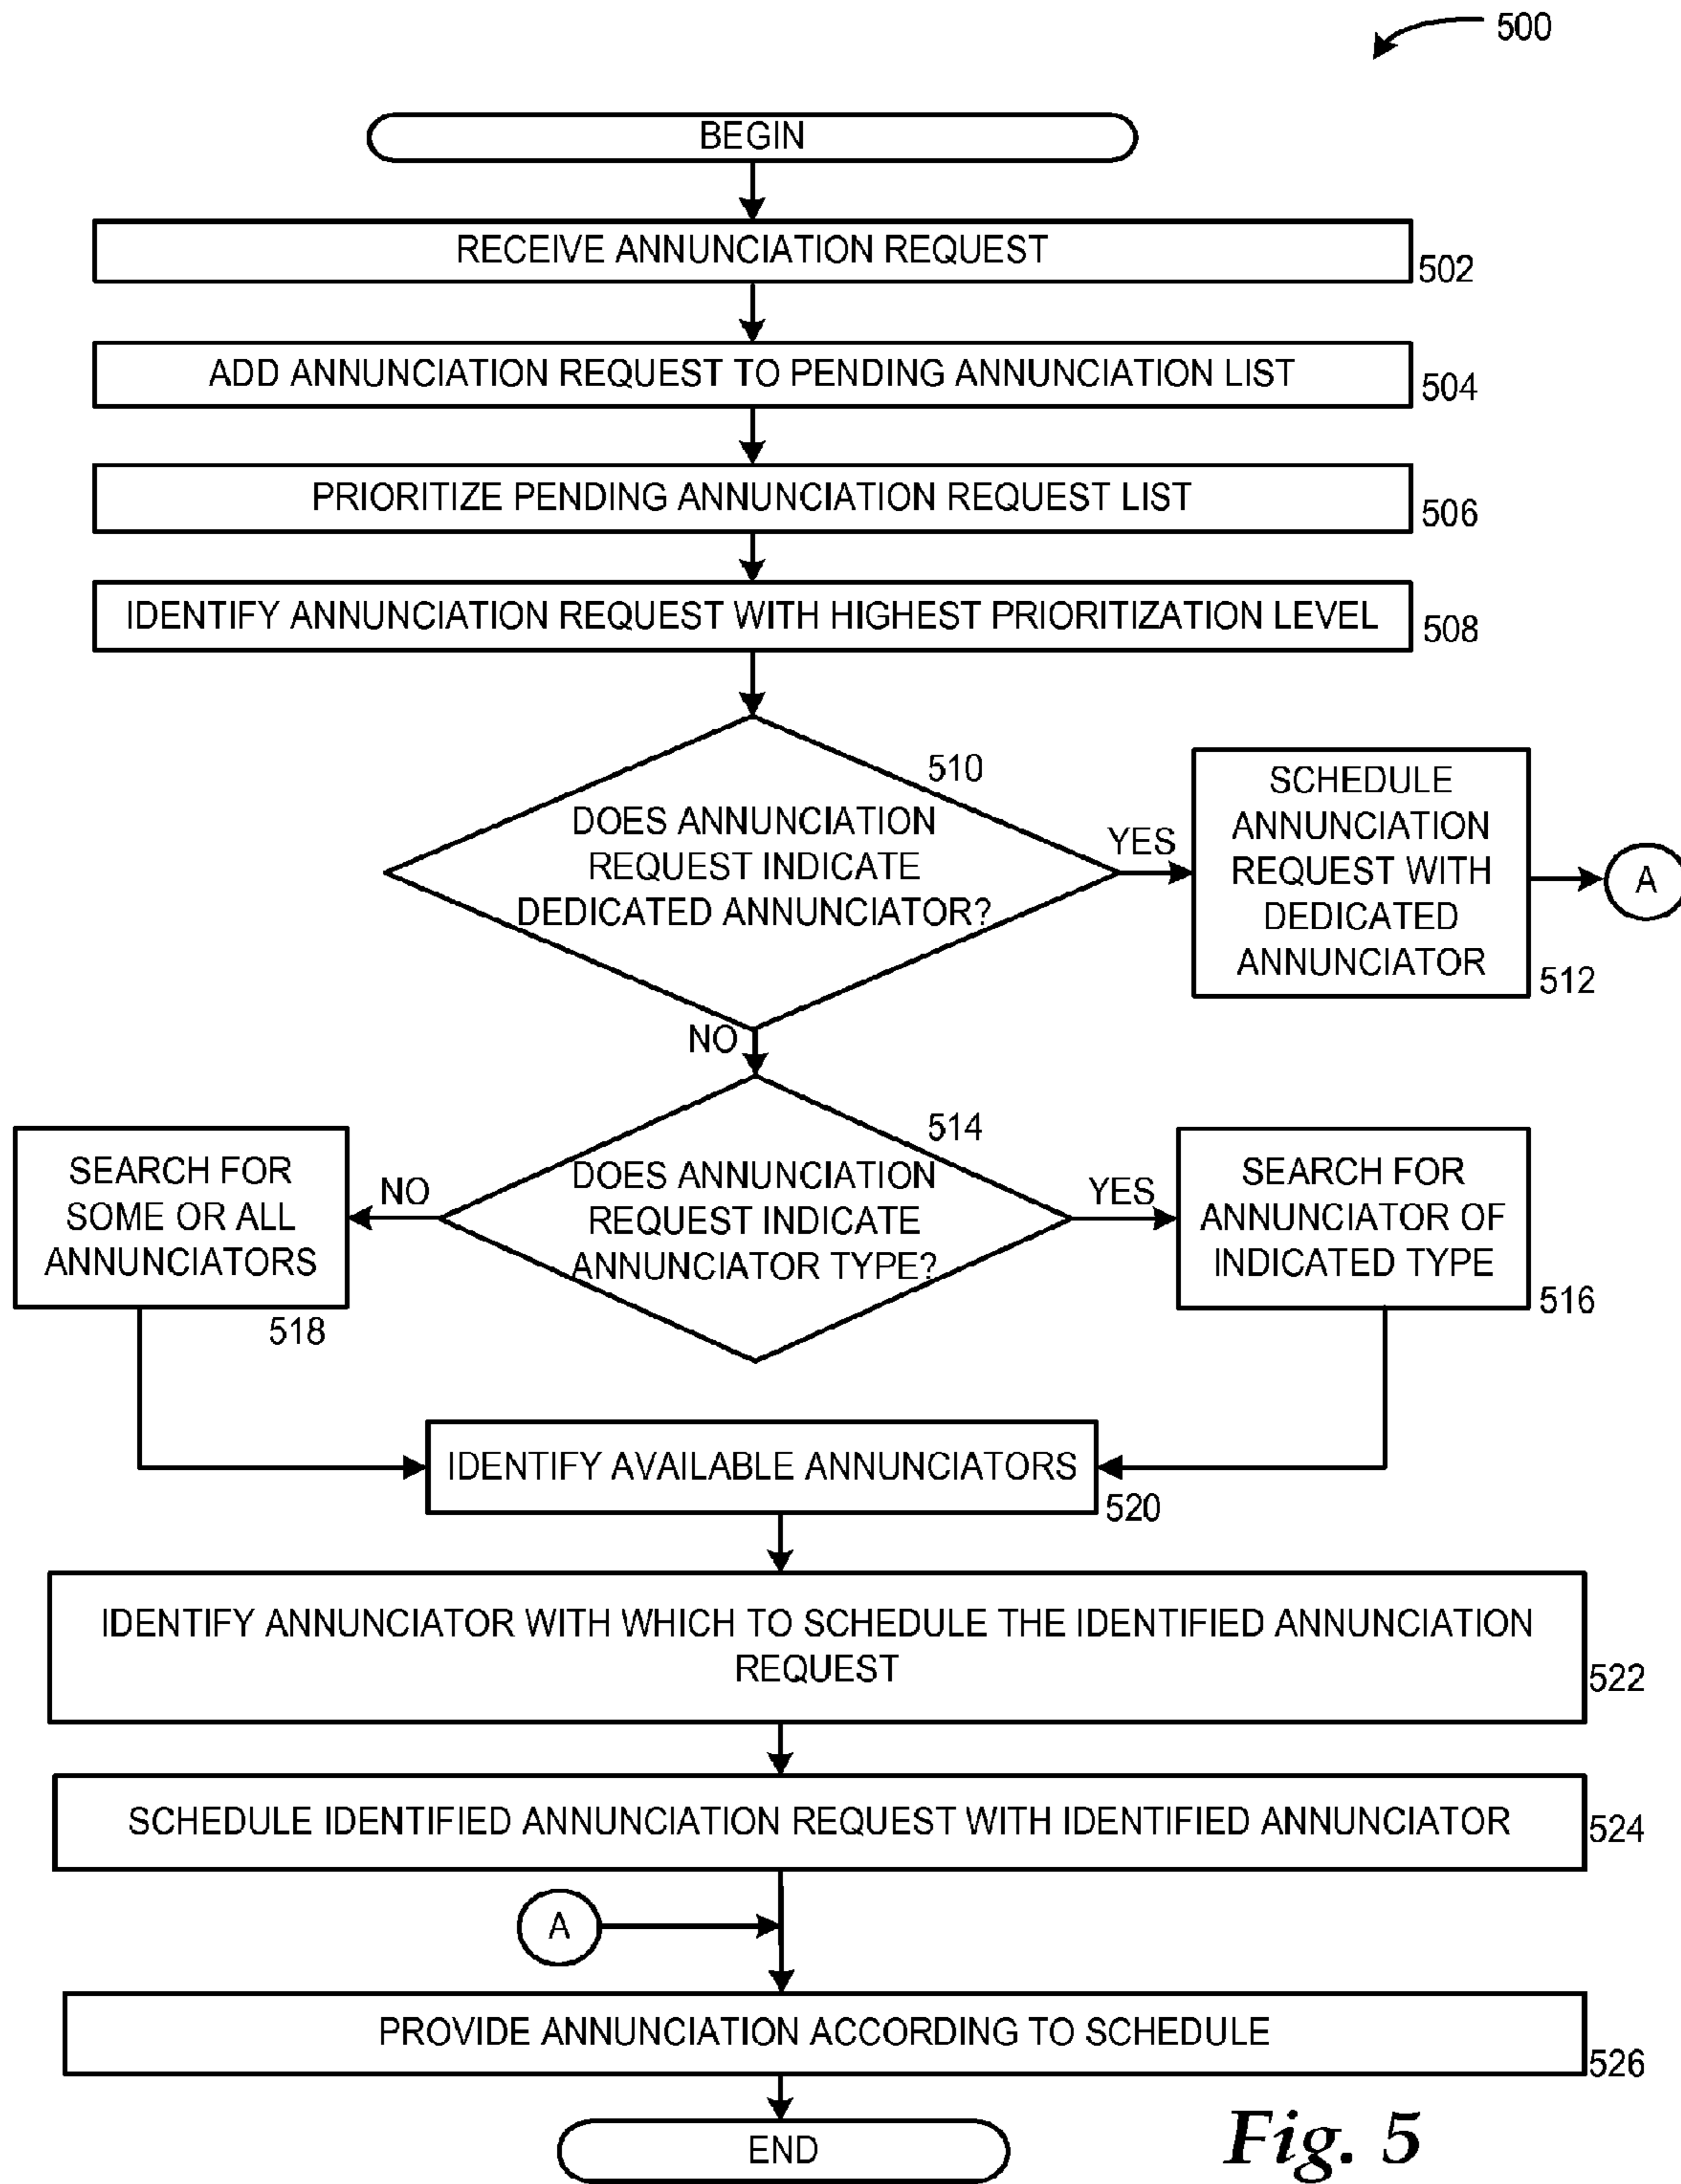 500
BEGIN
RECEIVE ANNUNCIATION REQUEST
502
ADD ANNUNCIATION REQUEST TO PENDING ANNUNCIATION LIST
504
PRIORITIZE PENDING ANNUNCIATION REQUEST LIST
506
IDENTIFY ANNUNCIATION REQUEST WITH HIGHEST PRIORITIZATION LEVEL
508
510
DOES ANNUNCIATION
REQUEST INDICATE
DEDICATED ANNUNCIATOR?
YES
SCHEDULE
ANNUNCIATION
REQUEST WITH
DEDICATED
ANNUNCIATOR
512
A
NO
514
DOES ANNUNCIATION
REQUEST INDICATE
ANNUNCIATOR TYPE?
NO
SEARCH FOR
SOME OR ALL
ANNUNCIATORS
518
YES
SEARCH FOR
ANNUNCIATOR OF
INDICATED TYPE
516
IDENTIFY AVAILABLE ANNUNCIATORS
520
IDENTIFY ANNUNCIATOR WITH WHICH TO SCHEDULE THE IDENTIFIED ANNUNCIATION
REQUEST
522
SCHEDULE IDENTIFIED ANNUNCIATION REQUEST WITH IDENTIFIED ANNUNCIATOR
524
A
PROVIDE ANNUNCIATION ACCORDING TO SCHEDULE
526
END
Fig. 5